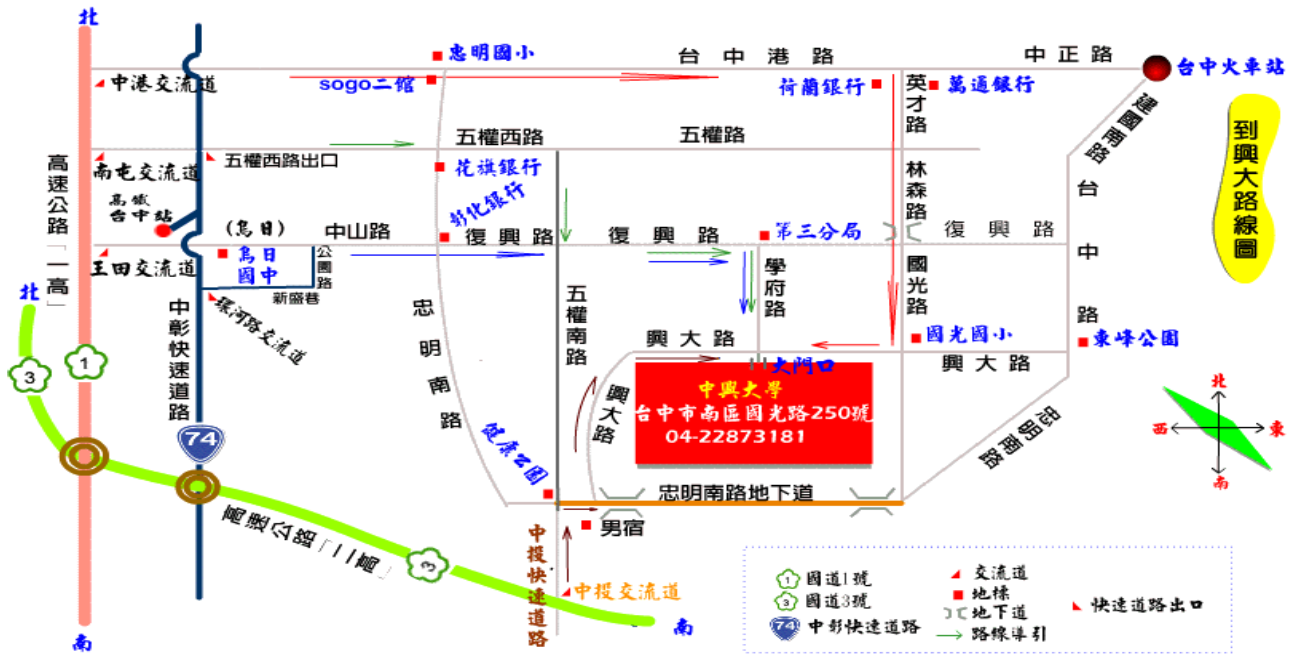 北
忠明國小
台中港路
中正路
台中火車站
中港交流道
sogo二館
荷蘭銀行
英才路
萬通銀行
建國南路
到興大路線圖
五權西路
五權路
高速公路「一高」
南屯交流道
五權西路出口
花旗銀行
林森路
高鐵
台中站
彰化銀行
台中路
(烏日)
中山路
復興路
復興路
第三分局
復興路
王田交流道
烏日
國中
公園路
學府路
國光路
北
新盛巷
環河路交流道
中彰快速道路
忠明南路
五權南路
興大路
國光國小
東峰公園
1
3
大門口
興大路
中興大學
台中市南區國光路250號
04-22873181
興大路
忠明南路
北
西
東
南
74
健康公園
忠明南路地下道
高速公路「二高」
3
男宿
中投快速道路
中投交流道
南
南
1
國道1號
交流道
3
國道3號
地標
地下道
快速道路出口
74
中彰快速道路
路線導引